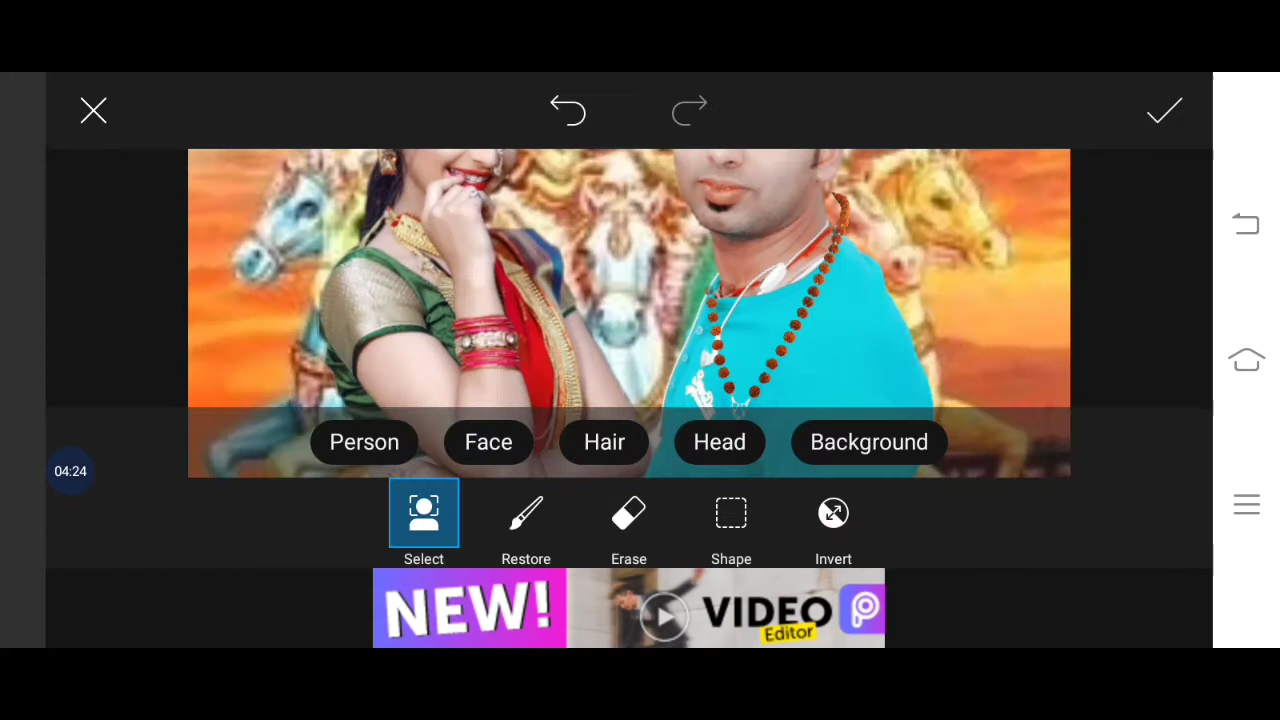 Person Face Hair Head Background
04:24
Select Restore Erase Shape Invert
NEW! VIDEO
Editor